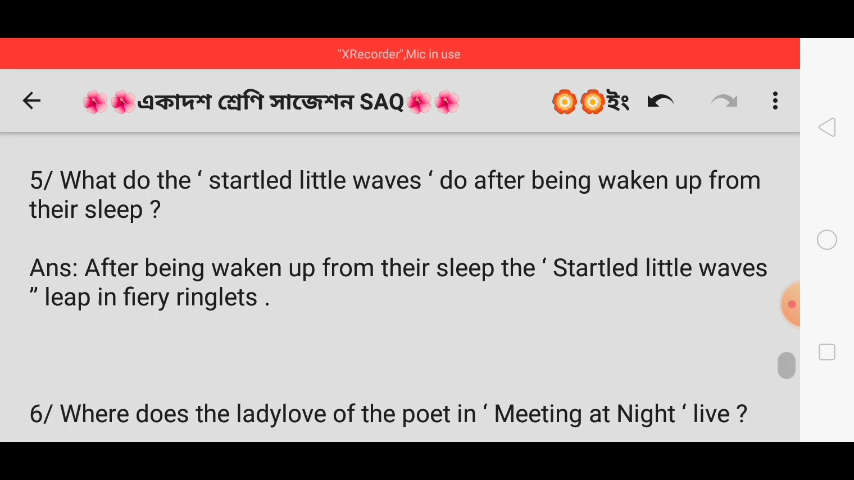 "XRecorder",Mic in use
একাদশ শ্রেণি সাজেশন SAQ ইং
5/ What do the ‘ startled little waves ‘ do after being waken up from
their sleep ?
Ans: After being waken up from their sleep the ‘ Startled little waves
” leap in fiery ringlets .
6/ Where does the ladylove of the poet in ‘ Meeting at Night ‘ live ?